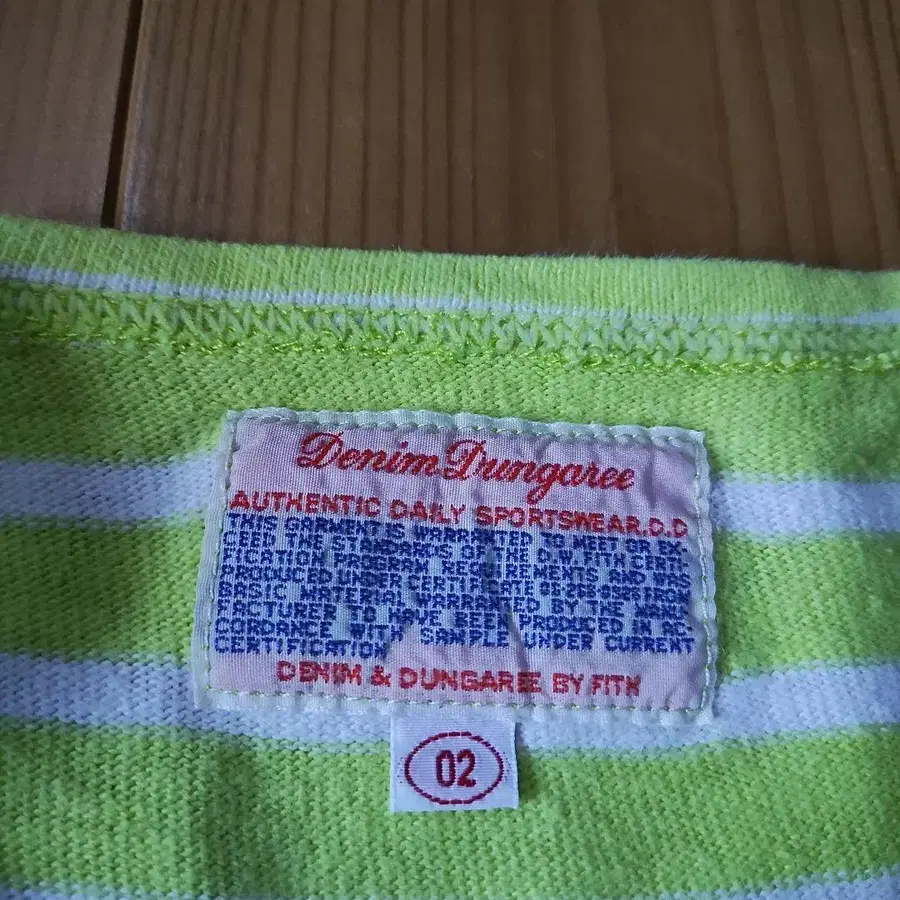 Denim Dungaree
AUTHENTIC DAILY SPORTSWEAR.D.D
THIS GARMENT IS WARRANTED TO MEET OR EX-
CEED THE STANDARDS OF THE D.W.
FICATION PROGRAM REQUIREMENTS AND WAS
PRODUCED UNDER CERTIFICATE FROM
BASIC MATERIAL WARRANTED BY THE MANU-
FACTURER TO HAVE BEEN PRODUCED IN AC-
CORDANCE WITH SAMPLE UNDER CURRENT
CERTIFICATION
DENIM & DUNGAREE BY FITH
02